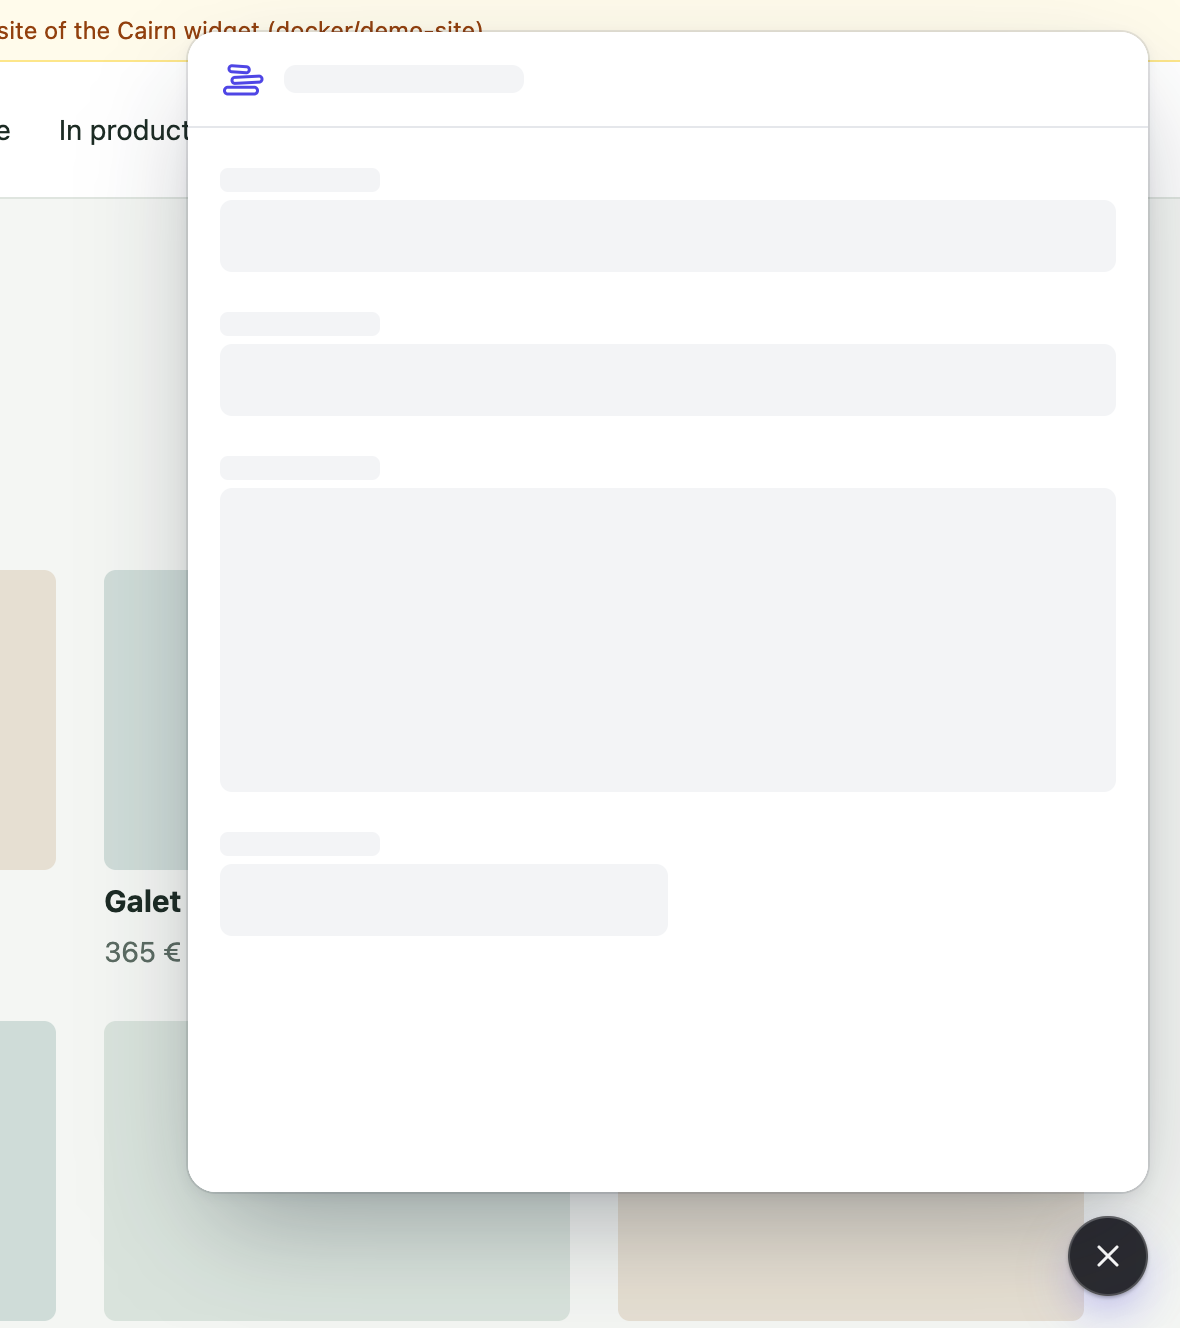 site of the Cairn widget (docker/demo-site)
e In product
Galet
365 €